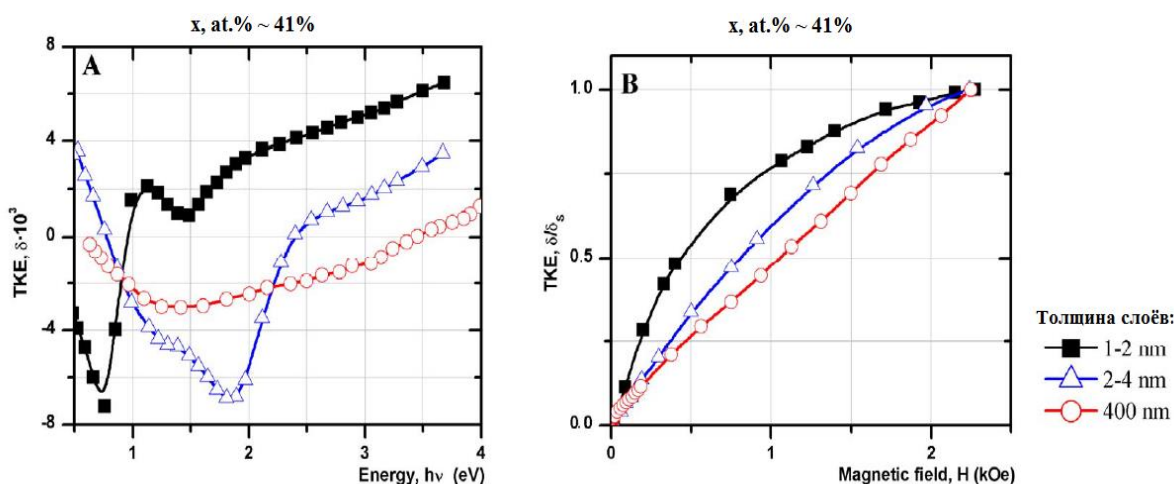 x, at.% ~ 41%
x, at.% ~ 41%
A
TKE, δ·10³
8
4
0
-4
-8
1
2
3
4
Energy, hν (eV)
B
TKE, δ/δₛ
1.0
0.5
0.0
0
1
2
Magnetic field, H (kOe)
Толщина слоёв:
1-2 nm
2-4 nm
400 nm